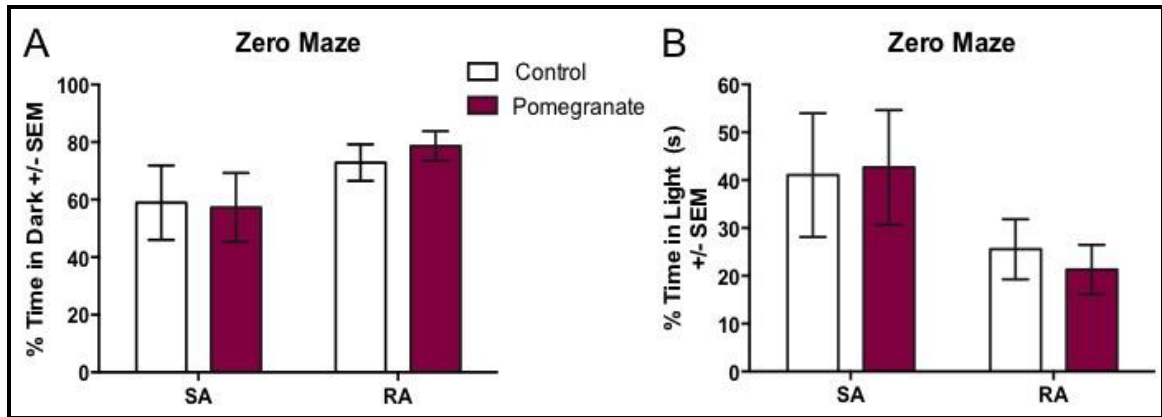 A
Zero Maze
% Time in Dark +/- SEM
100
80
60
40
20
0
SA
RA
Control
Pomegranate
B
Zero Maze
% Time in Light (s)
+/- SEM
60
50
40
30
20
10
0
SA
RA